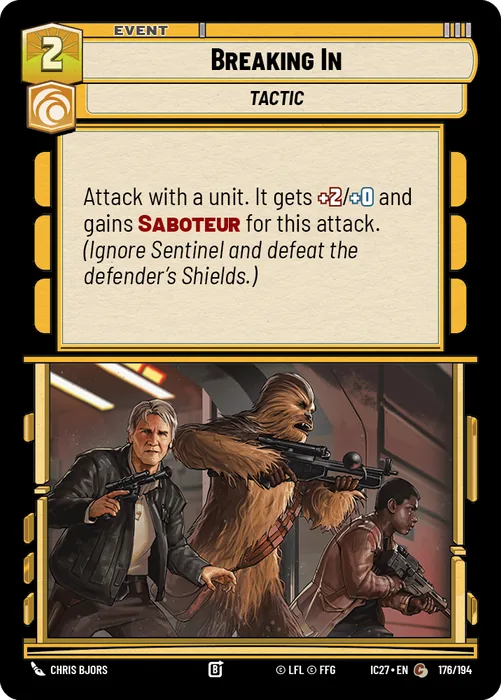 EVENT
2
BREAKING IN
TACTIC
Attack with a unit. It gets +2/+0 and
gains SABOTEUR for this attack.
(Ignore Sentinel and defeat the
defender's Shields.)
CHRIS BJORS
B
© LFL © FFG
IC27 • EN
C
176/194